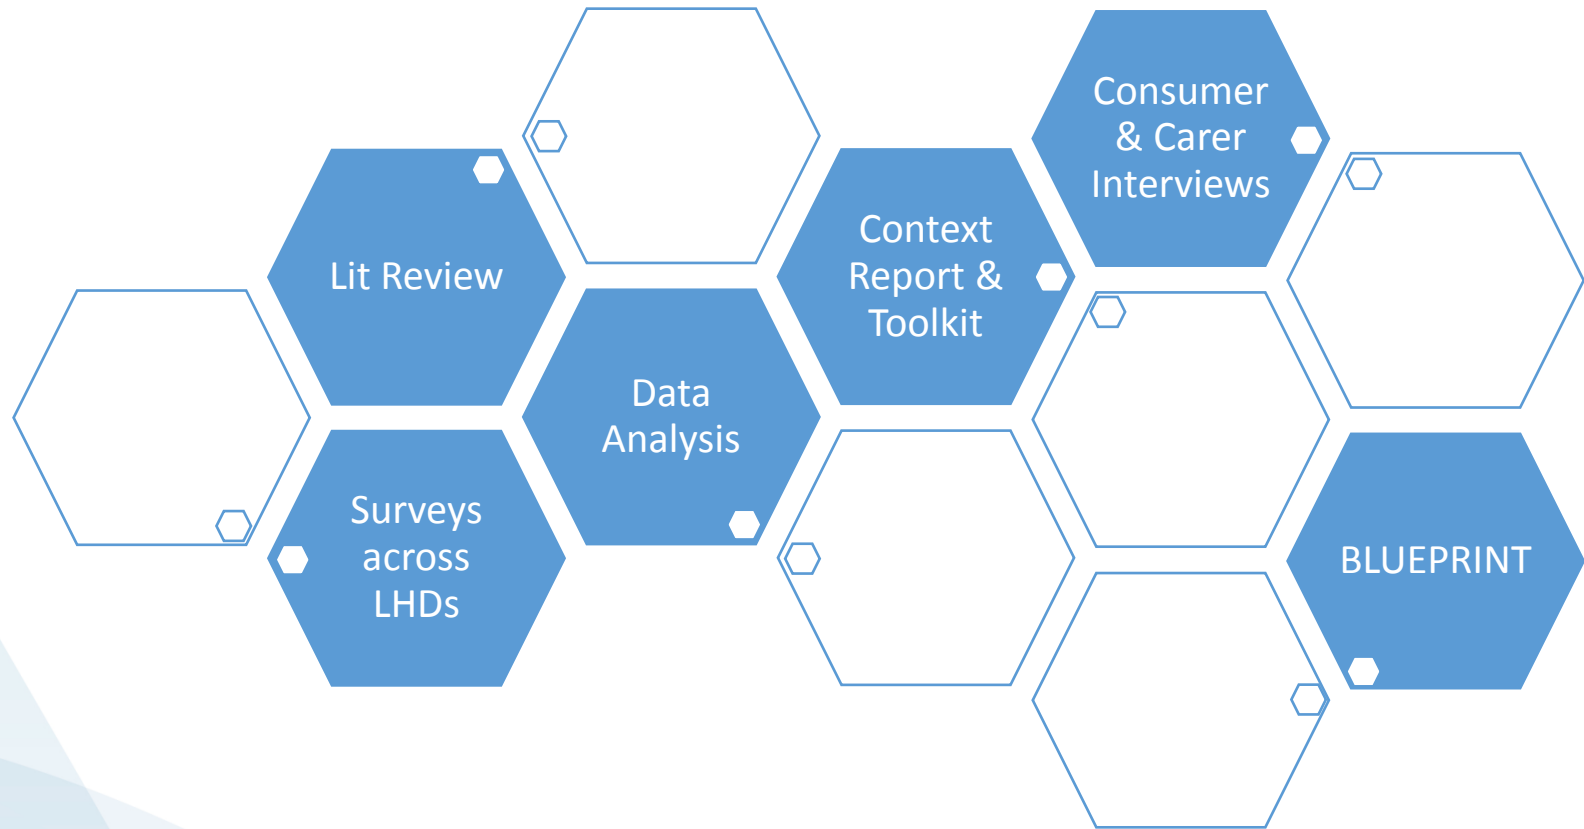 Lit Review
Surveys
across
LHDs
Data
Analysis
Context
Report &
Toolkit
Consumer
& Carer
Interviews
BLUEPRINT